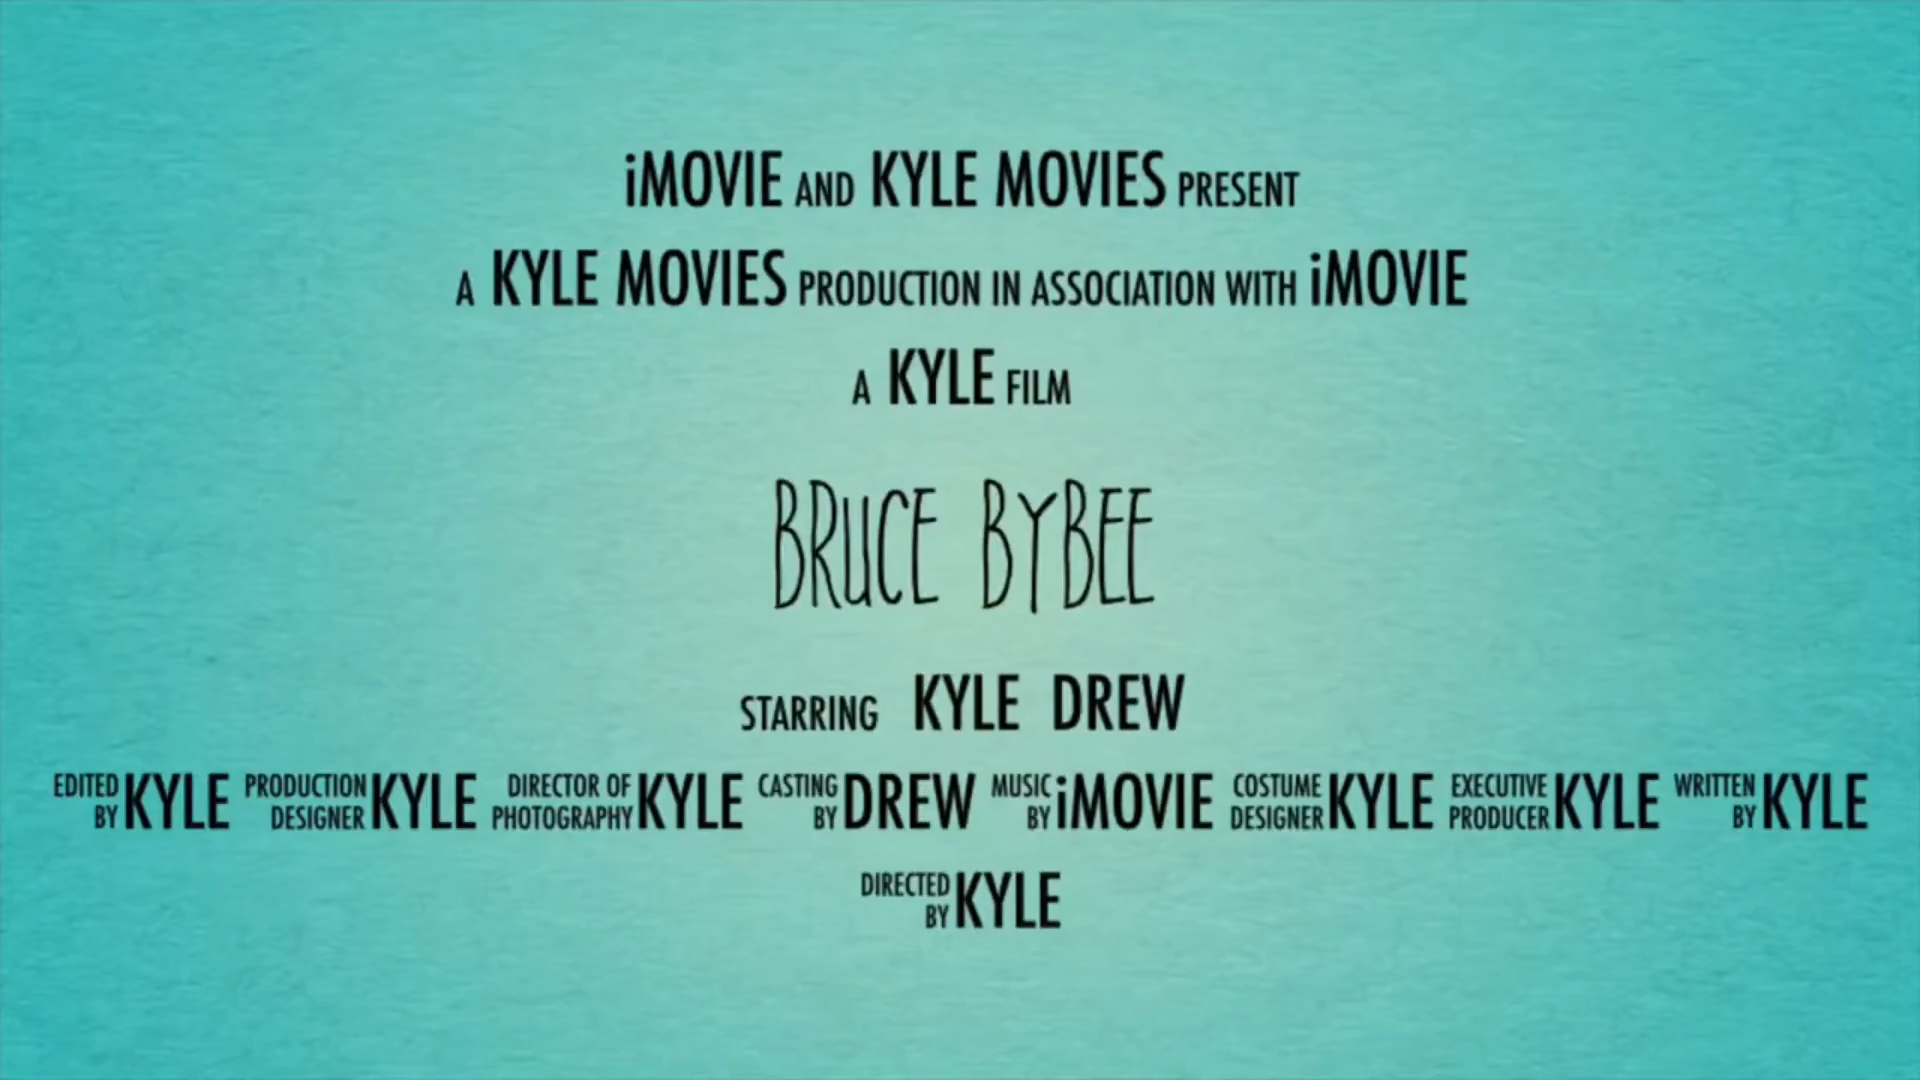 iMOVIE AND KYLE MOVIES PRESENT
A KYLE MOVIES PRODUCTION IN ASSOCIATION WITH iMOVIE
A KYLE FILM
BRUCE BYBEE
STARRING KYLE DREW
EDITED BY KYLE PRODUCTION DESIGNER KYLE DIRECTOR OF PHOTOGRAPHY KYLE CASTING BY DREW MUSIC BY iMOVIE COSTUME DESIGNER KYLE EXECUTIVE PRODUCER KYLE WRITTEN BY KYLE
DIRECTED BY KYLE